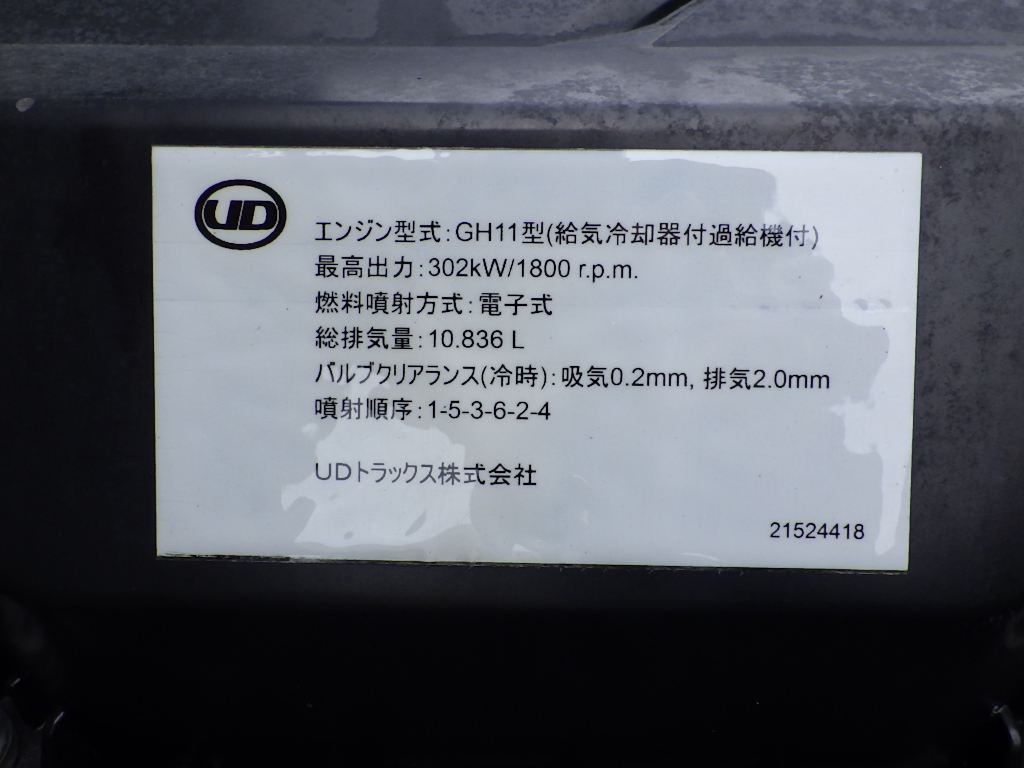 UD
エンジン型式:GH11型(給気冷却器付過給機付)
最高出力:302kW/1800 r.p.m.
燃料噴射方式:電子式
総排気量:10.836 L
バルブクリアランス(冷時):吸気0.2mm, 排気2.0mm
噴射順序:1-5-3-6-2-4
UDトラックス株式会社
21524418